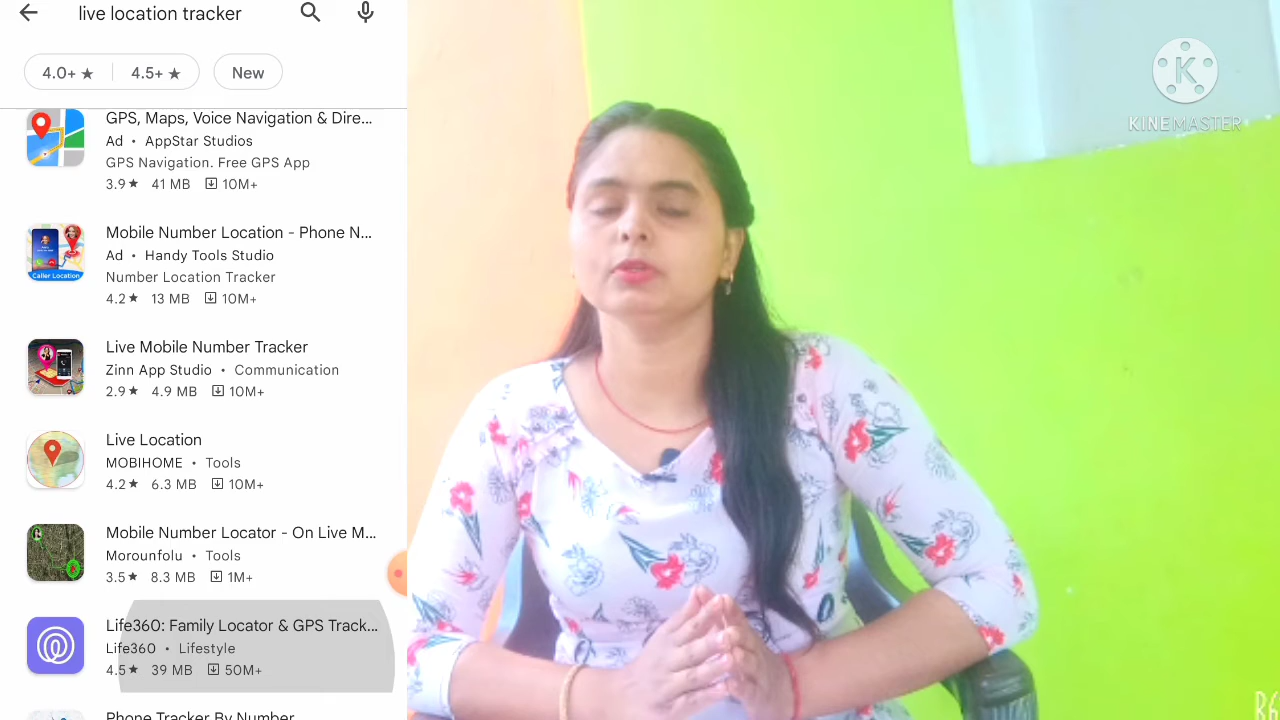 live location tracker
4.0+ ★ 4.5+ ★ New
GPS, Maps, Voice Navigation & Dire...
Ad • AppStar Studios
GPS Navigation. Free GPS App
3.9★ 41 MB 10M+
Mobile Number Location - Phone N...
Ad • Handy Tools Studio
Number Location Tracker
4.2★ 13 MB 10M+
Caller Location
Live Mobile Number Tracker
Zinn App Studio • Communication
2.9★ 4.9 MB 10M+
Live Location
MOBIHOME • Tools
4.2★ 6.3 MB 10M+
Mobile Number Locator - On Live M...
Morounfolu • Tools
3.5★ 8.3 MB 1M+
Life360: Family Locator & GPS Track...
Life360 • Lifestyle
4.5★ 39 MB 50M+
Phone Tracker By Number
K
KINEMASTER